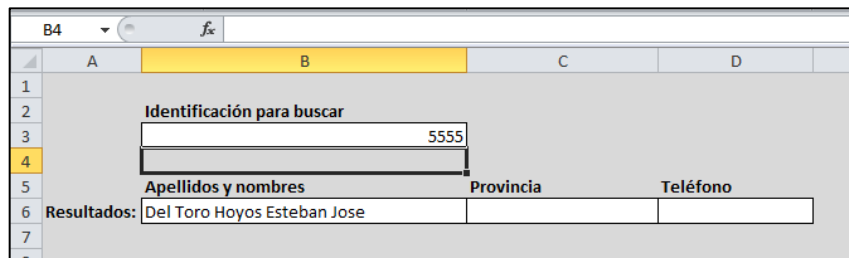 B4 fx
A B C D
1
2 Identificación para buscar
3 5555
4
5 Apellidos y nombres Provincia Teléfono
6 Resultados: Del Toro Hoyos Esteban Jose
7